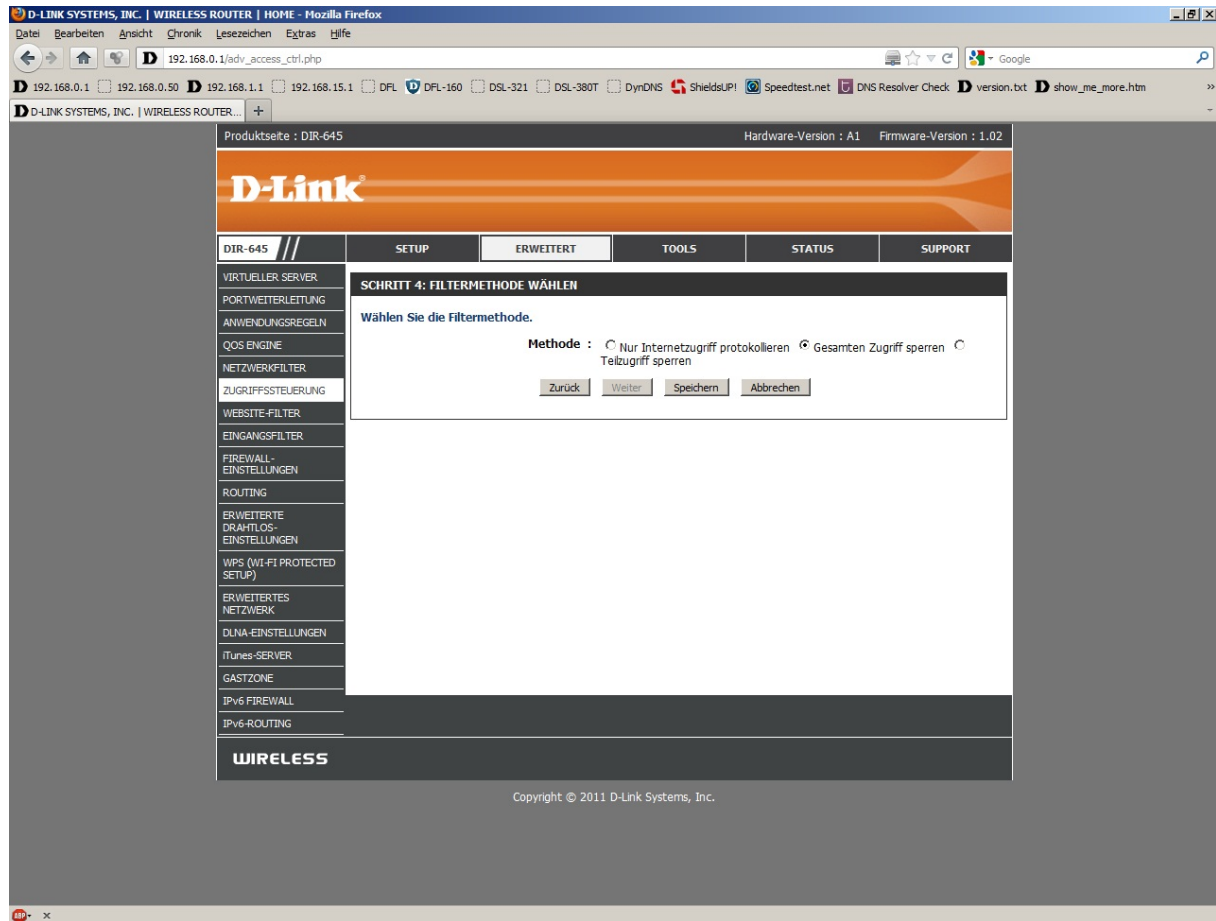 D-LINK SYSTEMS, INC. | WIRELESS ROUTER | HOME - Mozilla Firefox
Datei Bearbeiten Ansicht Chronik Lesezeichen Extras Hilfe
192.168.0.1/adv_access_ctrl.php
Google
192.168.0.1 192.168.0.50 192.168.1.1 192.168.15.1 DFL DFL-160 DSL-321 DSL-380T DynDNS ShieldsUP! Speedtest.net DNS Resolver Check version.txt show_me_more.htm »
D-LINK SYSTEMS, INC. | WIRELESS ROUTER... +
Produktseite : DIR-645 Hardware-Version : A1 Firmware-Version : 1.02
D-Link®
DIR-645 SETUP ERWEITERT TOOLS STATUS SUPPORT
VIRTUELLER SERVER
PORTWEITERLEITUNG
ANWENDUNGSREGELN
QOS ENGINE
NETZWERKFILTER
ZUGRIFFSSTEUERUNG
WEBSITE-FILTER
EINGANGSFILTER
FIREWALL-
EINSTELLUNGEN
ROUTING
ERWEITERTE
DRAHTLOS-
EINSTELLUNGEN
WPS (WI-FI PROTECTED
SETUP)
ERWEITERTES
NETZWERK
DLNA-EINSTELLUNGEN
iTunes-SERVER
GASTZONE
IPv6 FIREWALL
IPv6-ROUTING
SCHRITT 4: FILTERMETHODE WÄHLEN
Wählen Sie die Filtermethode.
Methode : Nur Internetzugriff protokollieren Gesamten Zugriff sperren
Teilzugriff sperren
Zurück Weiter Speichern Abbrechen
WIRELESS
Copyright © 2011 D-Link Systems, Inc.
ABP